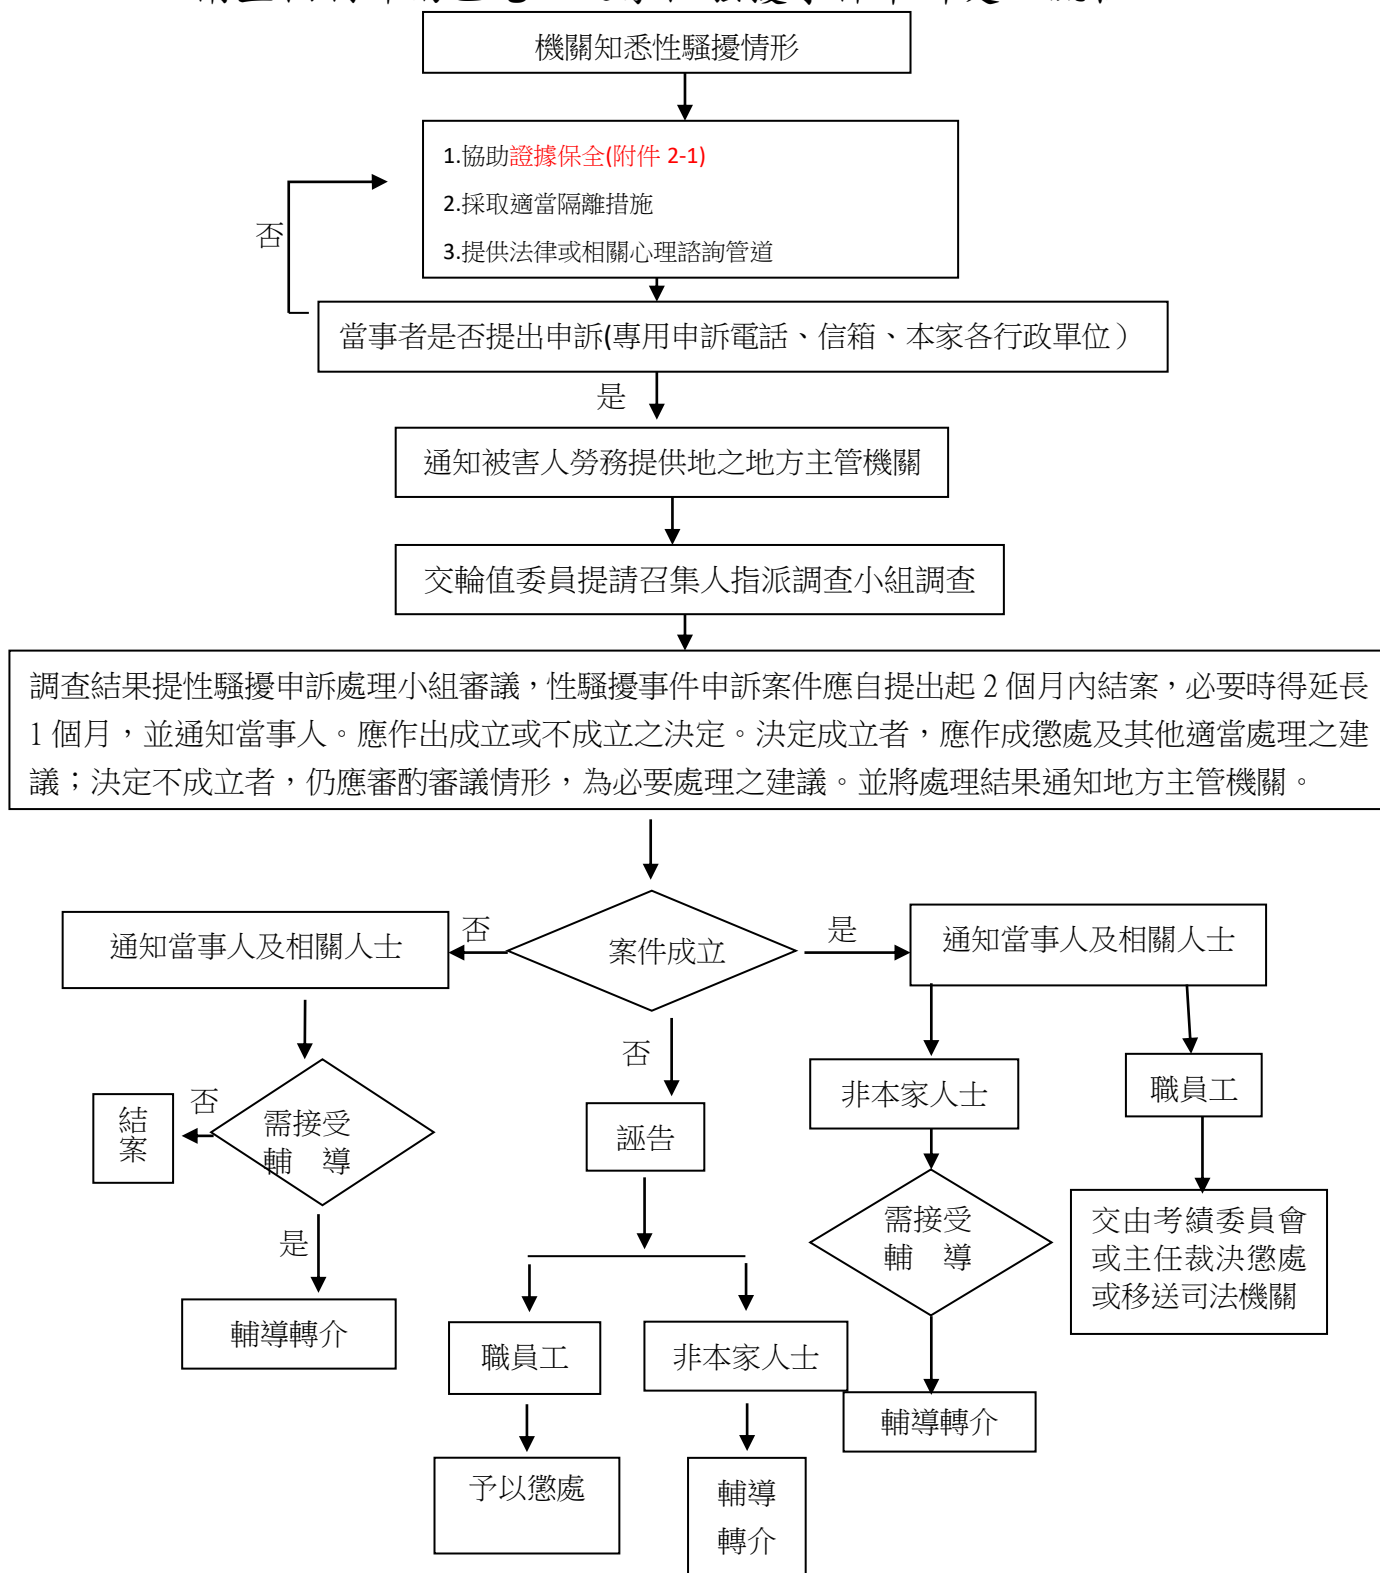 機關知悉性騷擾情形
1.協助證據保全(附件 2-1)
2.採取適當隔離措施
3.提供法律或相關心理諮詢管道
否
當事者是否提出申訴(專用申訴電話、信箱、本家各行政單位）
是
通知被害人勞務提供地之地方主管機關
交輪值委員提請召集人指派調查小組調查
調查結果提性騷擾申訴處理小組審議，性騷擾事件申訴案件應自提出起 2 個月內結案，必要時得延長
1 個月，並通知當事人。應作出成立或不成立之決定。決定成立者，應作成懲處及其他適當處理之建
議；決定不成立者，仍應審酌審議情形，為必要處理之建議。並將處理結果通知地方主管機關。
通知當事人及相關人士
否
案件成立
是
通知當事人及相關人士
否
結案
否
需接受
輔　導
誣告
非本家人士
職員工
是
輔導轉介
職員工
非本家人士
需接受
輔　導
交由考績委員會
或主任裁決懲處
或移送司法機關
輔導轉介
予以懲處
輔導
轉介